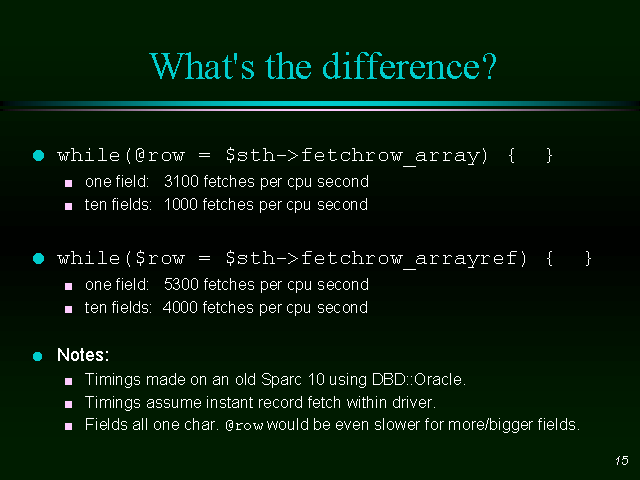 What's the difference?
while(@row = $sth->fetchrow_array) { }
one field: 3100 fetches per cpu second
ten fields: 1000 fetches per cpu second
while($row = $sth->fetchrow_arrayref) { }
one field: 5300 fetches per cpu second
ten fields: 4000 fetches per cpu second
Notes:
Timings made on an old Sparc 10 using DBD::Oracle.
Timings assume instant record fetch within driver.
Fields all one char. @row would be even slower for more/bigger fields.
15